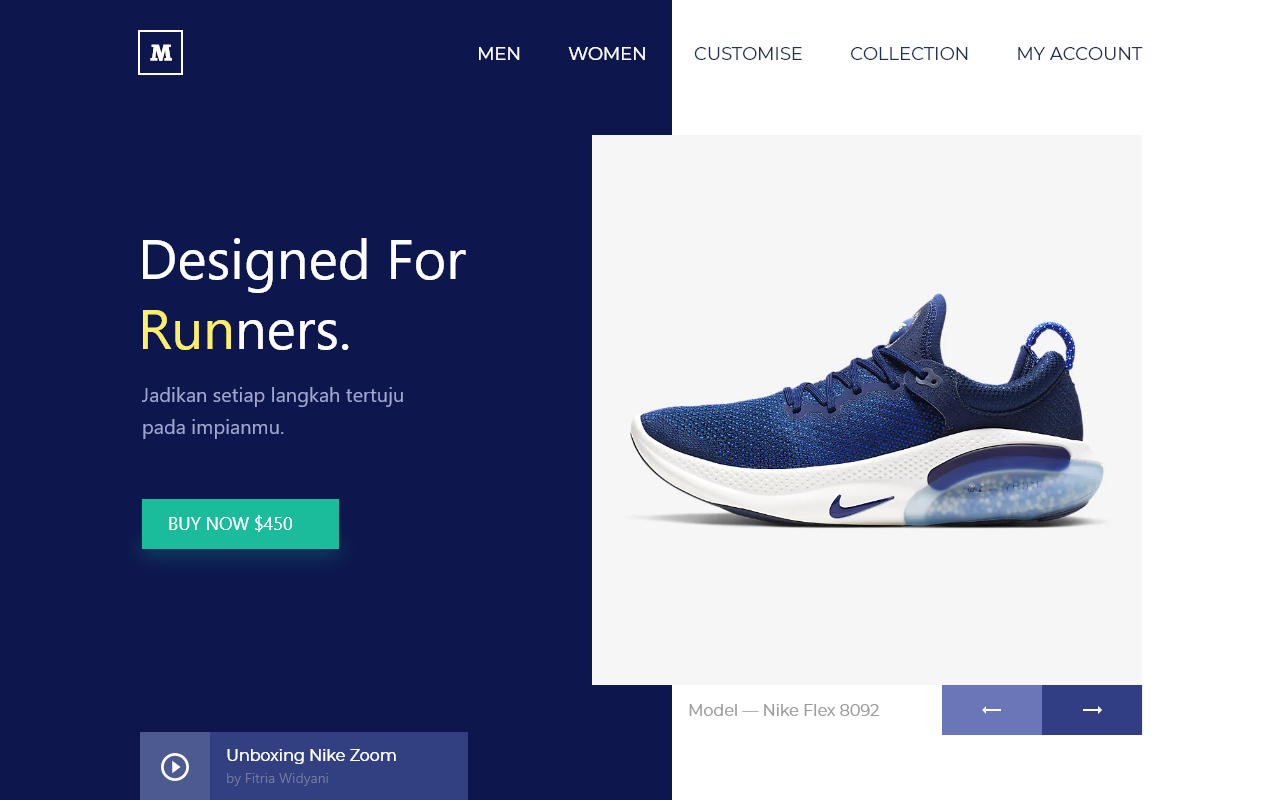 M
MEN WOMEN CUSTOMISE COLLECTION MY ACCOUNT
Designed For
Runners.
Jadikan setiap langkah tertuju
pada impianmu.
BUY NOW $450
Model — Nike Flex 8092
Unboxing Nike Zoom
by Fitria Widyani